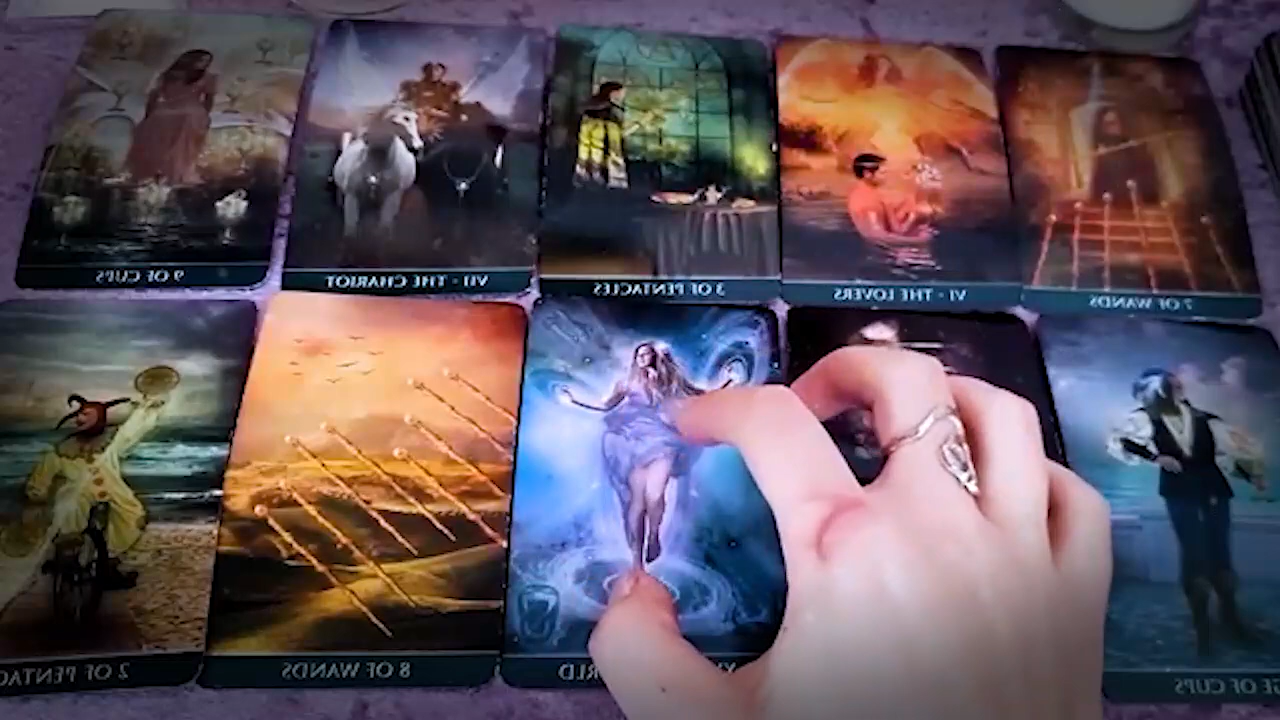 9 OF CUPS
VII · THE CHARIOT
3 OF PENTACLES
VI · THE LOVERS
7 OF WANDS
2 OF PENTAC
8 OF WANDS
X
RLD
GE OF CUPS